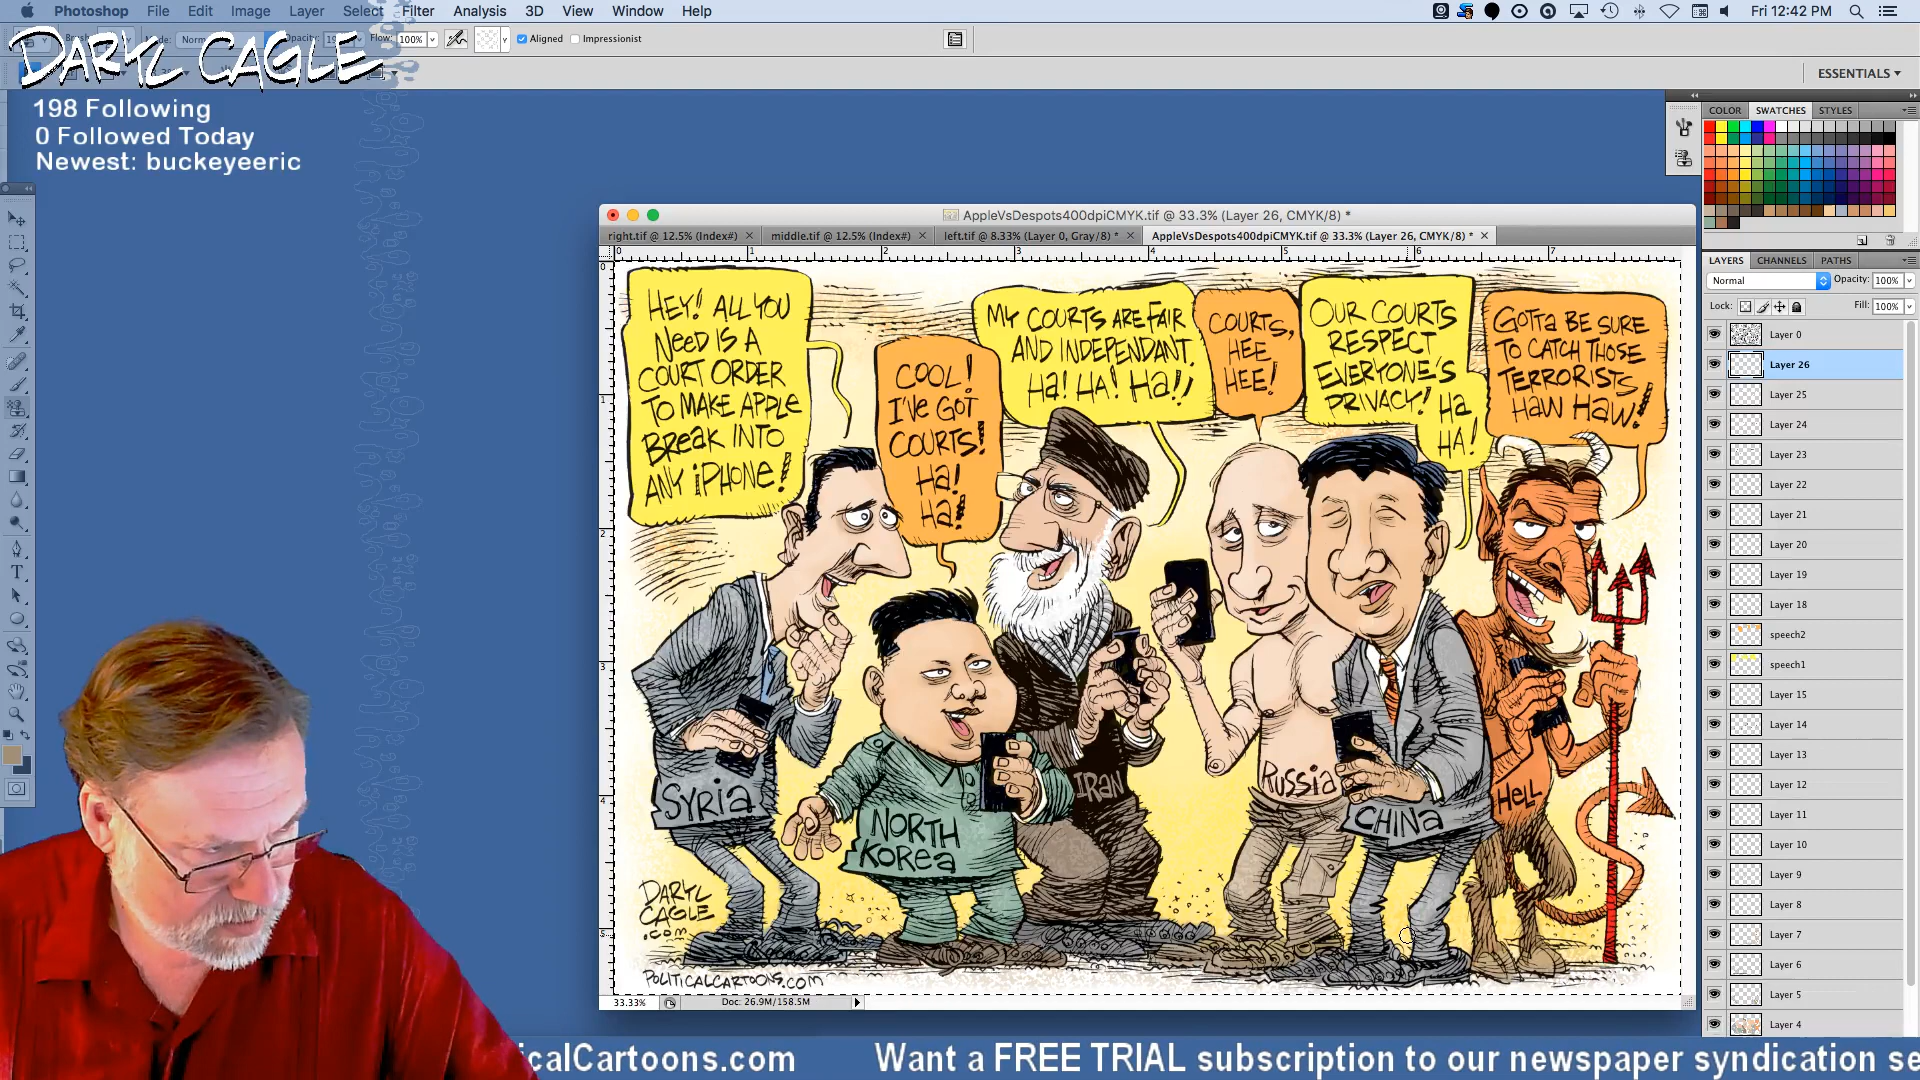 Photoshop File Edit Image Layer Select Filter Analysis 3D View Window Help Fri 12:42 PM
Flow: 100% Aligned Impressionist
DARYL CAGLE
ESSENTIALS
198 Following
0 Followed Today
Newest: buckeyeeric
COLOR SWATCHES STYLES
AppleVsDespots400dpiCMYK.tif @ 33.3% (Layer 26, CMYK/8) *
right.tif @ 12.5% (Index#) middle.tif @ 12.5% (Index#) left.tif @ 8.33% (Layer 0, Gray/8) * AppleVsDespots400dpiCMYK.tif @ 33.3% (Layer 26, CMYK/8) *
0 1 2 3 4 5 6 7
HEY! ALL YOU
NEED IS A
COURT ORDER
TO MAKE APPLE
BREAK INTO
ANY iPHONE!
COOL!
I'VE GOT
COURTS!
Ha!
Ha!!
MY COURTS ARE FAIR
AND INDEPENDANT.
Ha! HA! Ha!!
COURTS,
HEE
HEE!
OUR COURTS
RESPECT
EVERYONE'S
PRIVACY! Ha
HA!
GOTTa BE SURE
TO CATCH THOSE
TERRORISTS
HaW HaW!!
SYRia
NORTH
KOREa
IRAN
RUSSia
CHINa
HELL
DARYL
CAGLE
.com
POLITICALCARTOONS.com
33.33% Doc: 26.9M/158.5M
LAYERS CHANNELS PATHS
Normal Opacity: 100%
Lock: Fill: 100%
Layer 0
Layer 26
Layer 25
Layer 24
Layer 23
Layer 22
Layer 21
Layer 20
Layer 19
Layer 18
speech2
speech1
Layer 15
Layer 14
Layer 13
Layer 12
Layer 11
Layer 10
Layer 9
Layer 8
Layer 7
Layer 6
Layer 5
Layer 4
icalCartoons.com Want a FREE TRIAL subscription to our newspaper syndication se